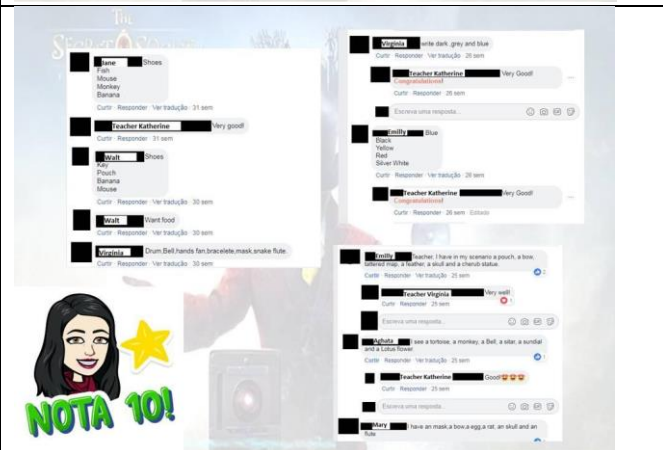 THE
SECRET SOCIETY
Jane Shoes
Fish
Mouse
Monkey
Banana
Curtir · Responder · Ver tradução · 31 sem
Teacher Katherine Very good!
Curtir · Responder · 31 sem
Walt Shoes
Key
Pouch
Banana
Mouse
Curtir · Responder · Ver tradução · 30 sem
Walt Want food
Curtir · Responder · Ver tradução · 30 sem
Virginia Drum,Bell,hands fan,bracelete,mask,snake flute.
Curtir · Responder · Ver tradução · 30 sem
NOTA 10!
Virginia write dark ,grey and blue
Curtir · Responder · Ver tradução · 26 sem
Teacher Katherine Very Good!
Congratulations!
Curtir · Responder · 26 sem
Escreva uma resposta...
Emilly Blue
Black
Yellow
Red
Silver White
Curtir · Responder · Ver tradução · 26 sem
Teacher Katherine Very Good!
Congratulations!
Curtir · Responder · 26 sem · Editado
Emilly Teacher, I have in my scenario a pouch, a bow,
tattered map, a feather, a skull and a cherub statue.
Curtir · Responder · Ver tradução · 25 sem
2
Teacher Virginia Very well!
Curtir · Responder · 25 sem
1
Escreva uma resposta...
Aghata I see a tortoise, a monkey, a Bell, a sitar, a sundial
and a Lotus flower.
Curtir · Responder · Ver tradução · 25 sem
1
Teacher Katherine Good!
Curtir · Responder · Ver tradução · 25 sem
Escreva uma resposta...
Mary I have an mask,a bow,a egg,a rat, an skull and an
flute